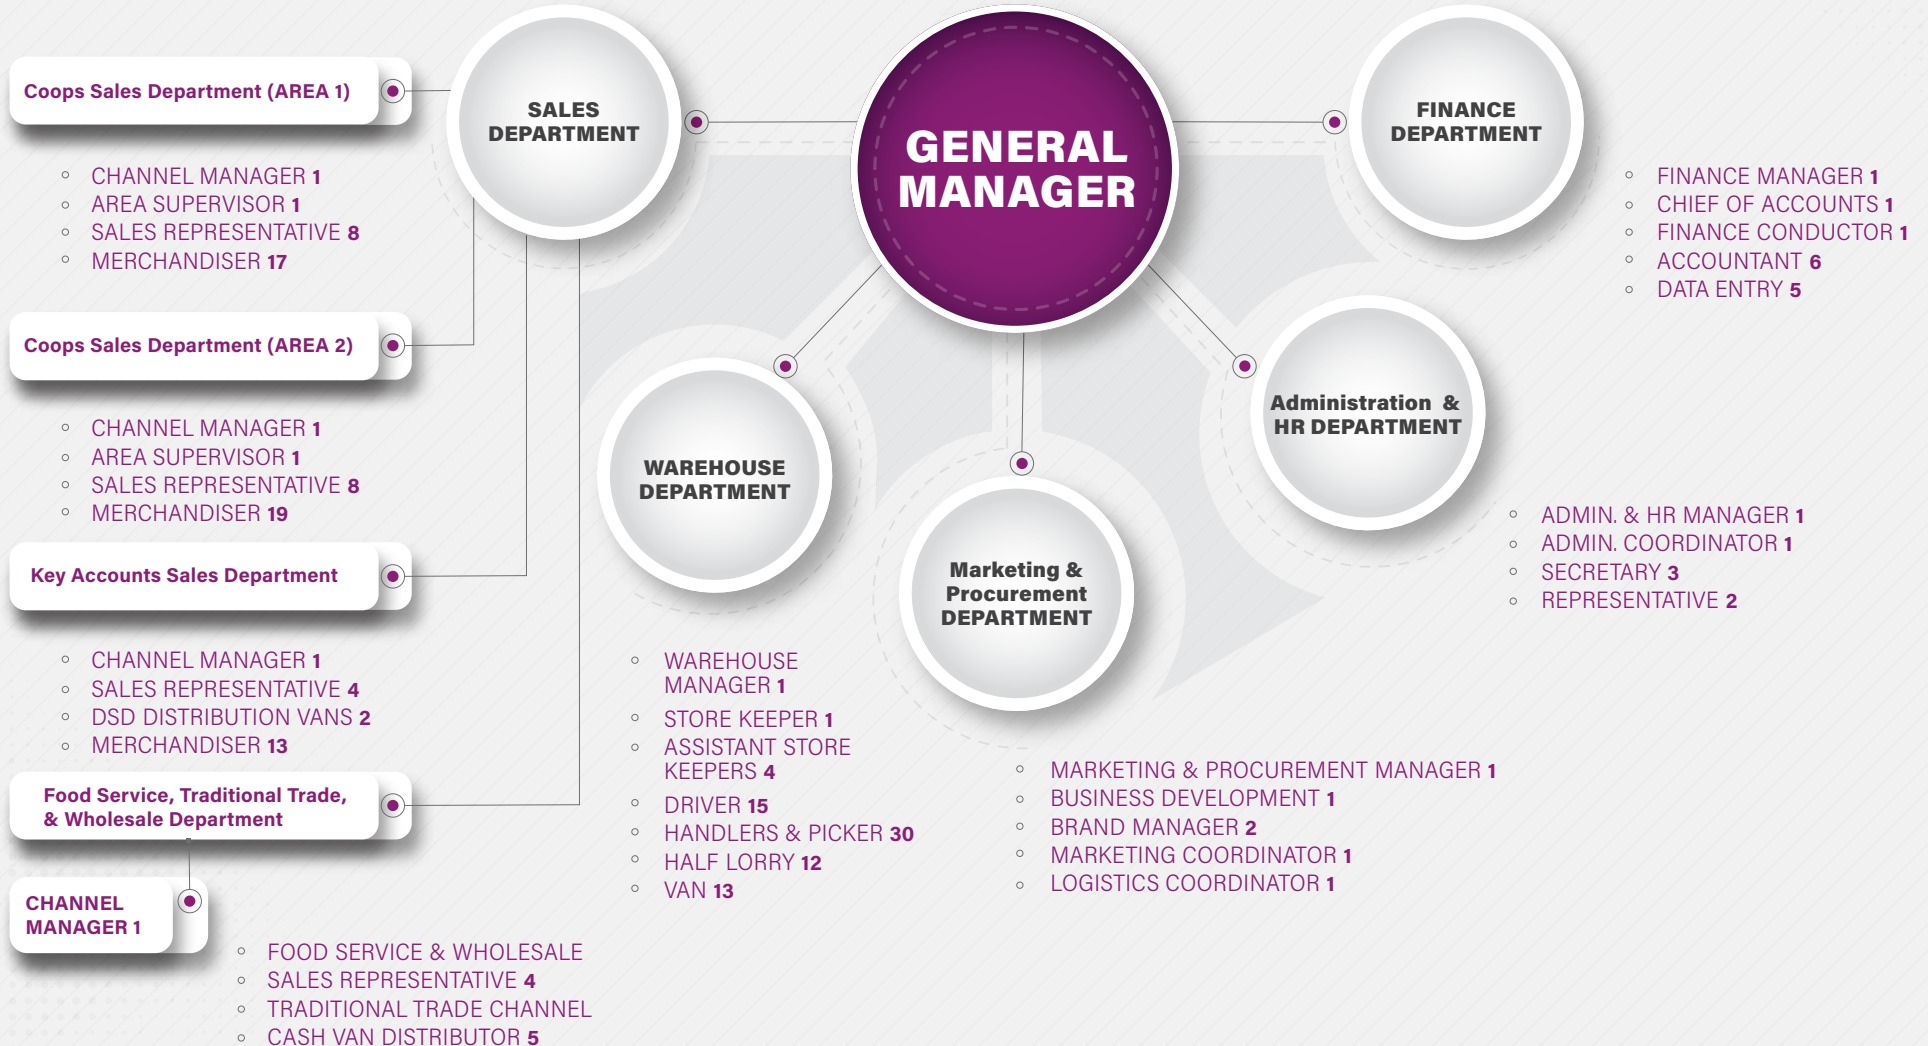 GENERAL
MANAGER
SALES
DEPARTMENT
Coops Sales Department (AREA 1)
CHANNEL MANAGER 1
AREA SUPERVISOR 1
SALES REPRESENTATIVE 8
MERCHANDISER 17
Coops Sales Department (AREA 2)
CHANNEL MANAGER 1
AREA SUPERVISOR 1
SALES REPRESENTATIVE 8
MERCHANDISER 19
Key Accounts Sales Department
CHANNEL MANAGER 1
SALES REPRESENTATIVE 4
DSD DISTRIBUTION VANS 2
MERCHANDISER 13
Food Service, Traditional Trade,
& Wholesale Department
CHANNEL
MANAGER 1
FOOD SERVICE & WHOLESALE
SALES REPRESENTATIVE 4
TRADITIONAL TRADE CHANNEL
CASH VAN DISTRIBUTOR 5
WAREHOUSE
DEPARTMENT
WAREHOUSE
MANAGER 1
STORE KEEPER 1
ASSISTANT STORE
KEEPERS 4
DRIVER 15
HANDLERS & PICKER 30
HALF LORRY 12
VAN 13
Marketing &
Procurement
DEPARTMENT
MARKETING & PROCUREMENT MANAGER 1
BUSINESS DEVELOPMENT 1
BRAND MANAGER 2
MARKETING COORDINATOR 1
LOGISTICS COORDINATOR 1
Administration &
HR DEPARTMENT
ADMIN. & HR MANAGER 1
ADMIN. COORDINATOR 1
SECRETARY 3
REPRESENTATIVE 2
FINANCE
DEPARTMENT
FINANCE MANAGER 1
CHIEF OF ACCOUNTS 1
FINANCE CONDUCTOR 1
ACCOUNTANT 6
DATA ENTRY 5